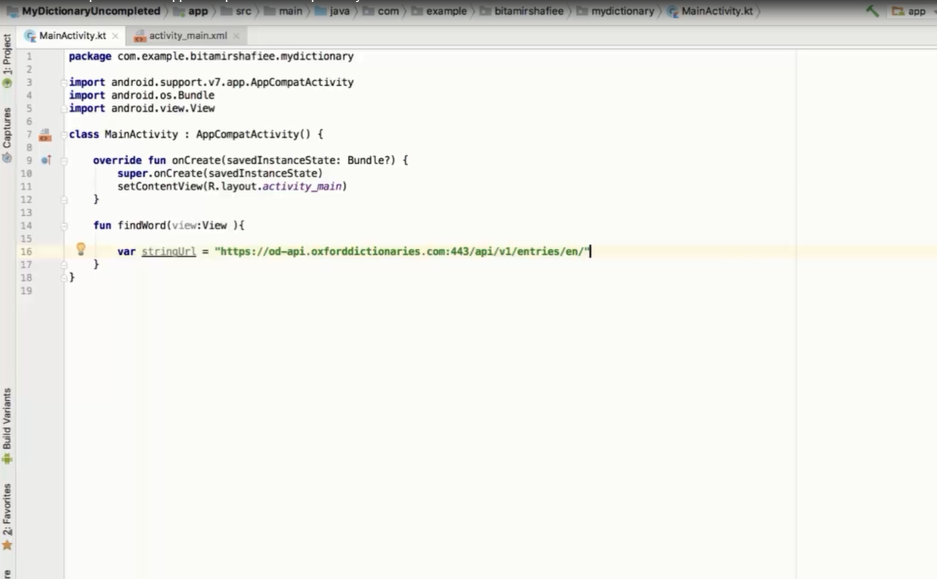 MyDictionaryUncompleted app src main java com example bitamirshafiee mydictionary MainActivity.kt app
MainActivity.kt activity_main.xml
1: Project
Captures
Build Variants
2: Favorites
1 package com.example.bitamirshafiee.mydictionary
2
3 import android.support.v7.app.AppCompatActivity
4 import android.os.Bundle
5 import android.view.View
6
7 class MainActivity : AppCompatActivity() {
8
9 override fun onCreate(savedInstanceState: Bundle?) {
10 super.onCreate(savedInstanceState)
11 setContentView(R.layout.activity_main)
12 }
13
14 fun findWord(view:View ){
15
16 var stringUrl = "https://od-api.oxforddictionaries.com:443/api/v1/entries/en/"
17 }
18 }
19